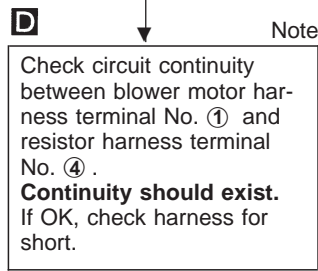 D
Note
Check circuit continuity
between blower motor har-
ness terminal No. ① and
resistor harness terminal
No. ④ .
Continuity should exist.
If OK, check harness for
short.